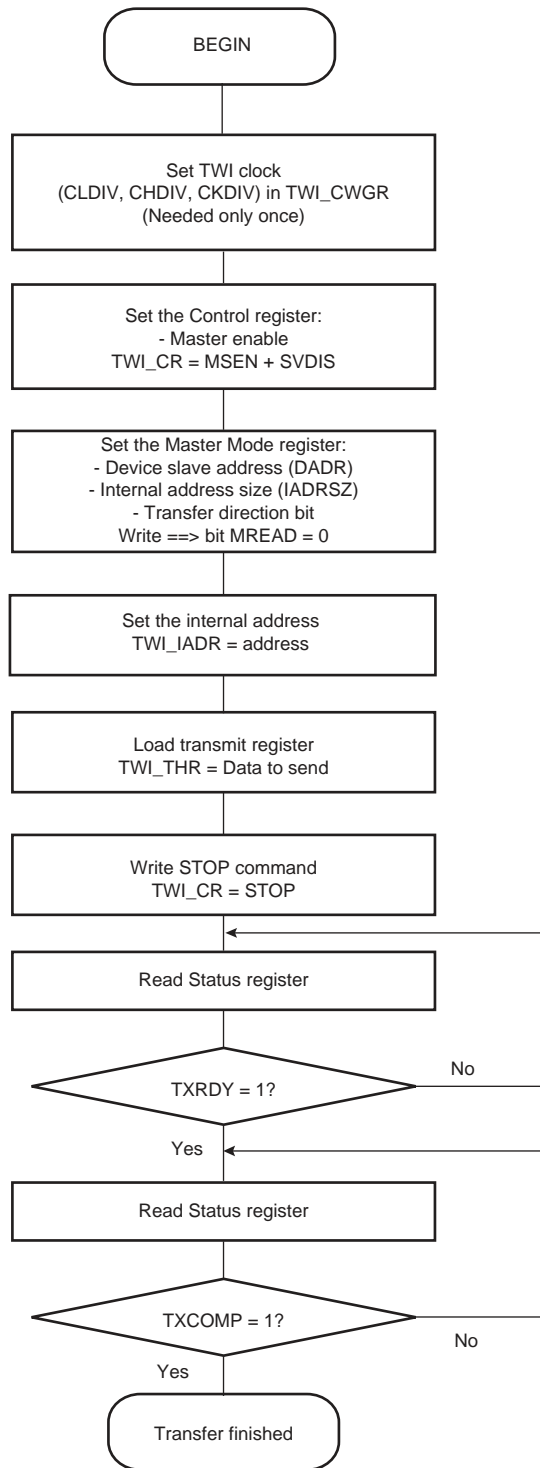 BEGIN
Set TWI clock
(CLDIV, CHDIV, CKDIV) in TWI_CWGR
(Needed only once)
Set the Control register:
- Master enable
TWI_CR = MSEN + SVDIS
Set the Master Mode register:
- Device slave address (DADR)
- Internal address size (IADRSZ)
- Transfer direction bit
Write ==> bit MREAD = 0
Set the internal address
TWI_IADR = address
Load transmit register
TWI_THR = Data to send
Write STOP command
TWI_CR = STOP
Read Status register
TXRDY = 1?
No
Yes
Read Status register
TXCOMP = 1?
No
Yes
Transfer finished